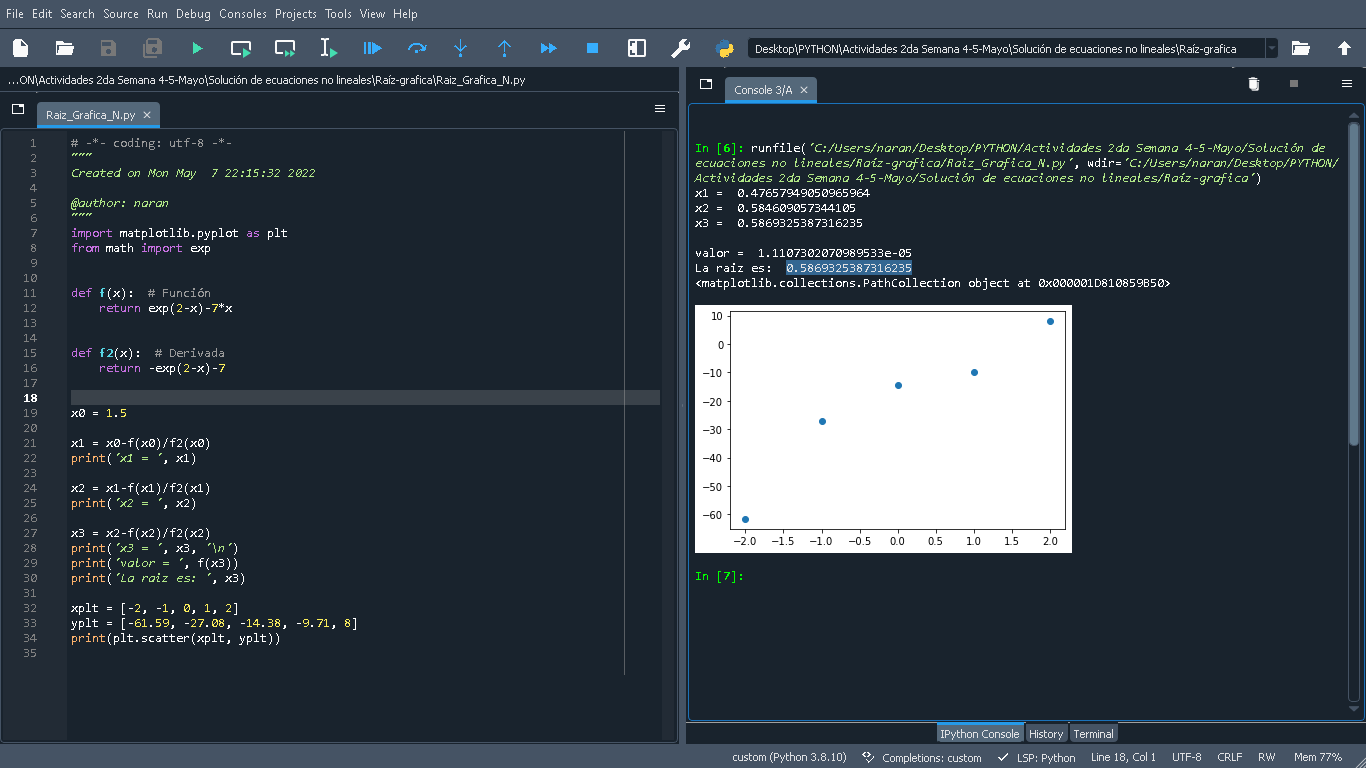 File Edit Search Source Run Debug Consoles Projects Tools View Help
Desktop\PYTHON\Actividades 2da Semana 4-5-Mayo\Solución de ecuaciones no lineales\Raíz-grafica
...ON\Actividades 2da Semana 4-5-Mayo\Solución de ecuaciones no lineales\Raíz-grafica\Raiz_Grafica_N.py
Raiz_Grafica_N.py
1 # -*- coding: utf-8 -*-
2 """
3 Created on Mon May  7 22:15:32 2022
4
5 @author: naran
6 """
7 import matplotlib.pyplot as plt
8 from math import exp
9
10
11 def f(x):  # Función
12     return exp(2-x)-7*x
13
14
15 def f2(x):  # Derivada
16     return -exp(2-x)-7
17
18
19 x0 = 1.5
20
21 x1 = x0-f(x0)/f2(x0)
22 print('x1 = ', x1)
23
24 x2 = x1-f(x1)/f2(x1)
25 print('x2 = ', x2)
26
27 x3 = x2-f(x2)/f2(x2)
28 print('x3 = ', x3, '\n')
29 print('valor = ', f(x3))
30 print('La raiz es: ', x3)
31
32 xplt = [-2, -1, 0, 1, 2]
33 yplt = [-61.59, -27.08, -14.38, -9.71, 8]
34 print(plt.scatter(xplt, yplt))
35
Console 3/A
In [6]: runfile('C:/Users/naran/Desktop/PYTHON/Actividades 2da Semana 4-5-Mayo/Solución de
ecuaciones no lineales/Raíz-grafica/Raiz_Grafica_N.py', wdir='C:/Users/naran/Desktop/PYTHON/
Actividades 2da Semana 4-5-Mayo/Solución de ecuaciones no lineales/Raíz-grafica')
x1 =  0.47657949050965964
x2 =  0.584609057344105
x3 =  0.5869325387316235
valor =  1.1107302070989533e-05
La raiz es:  0.5869325387316235
<matplotlib.collections.PathCollection object at 0x000001D810859B50>
10
0
−10
−20
−30
−40
−50
−60
−2.0 −1.5 −1.0 −0.5 0.0 0.5 1.0 1.5 2.0
In [7]:
IPython Console History Terminal
custom (Python 3.8.10) Completions: custom LSP: Python Line 18, Col 1 UTF-8 CRLF RW Mem 77%